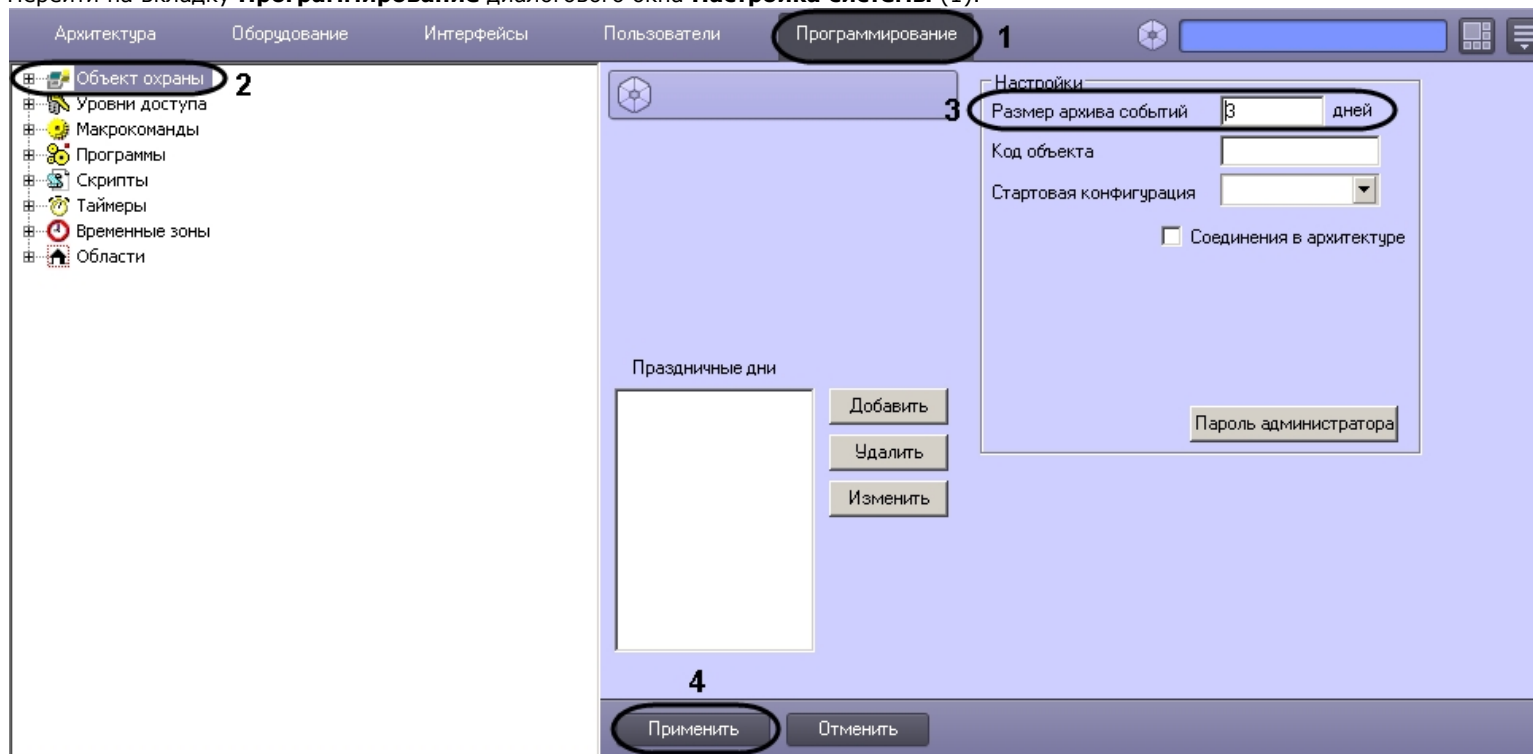 Перейти на вкладку Программирование диалогового окна Настройка системы (1).
Архитектура Оборудование Интерфейсы Пользователи Программирование 1
Объект охраны 2
Уровни доступа
Макрокоманды
Программы
Скрипты
Таймеры
Временные зоны
Области
Настройки
3 Размер архива событий 3 дней
Код объекта
Стартовая конфигурация
Соединения в архитектуре
Праздничные дни
Добавить
Удалить
Изменить
Пароль администратора
4
Применить Отменить